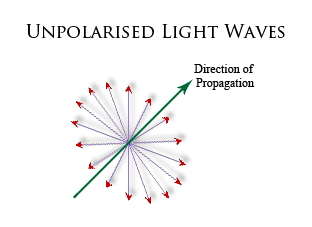 Unpolarised Light Waves
Direction of
Propagation